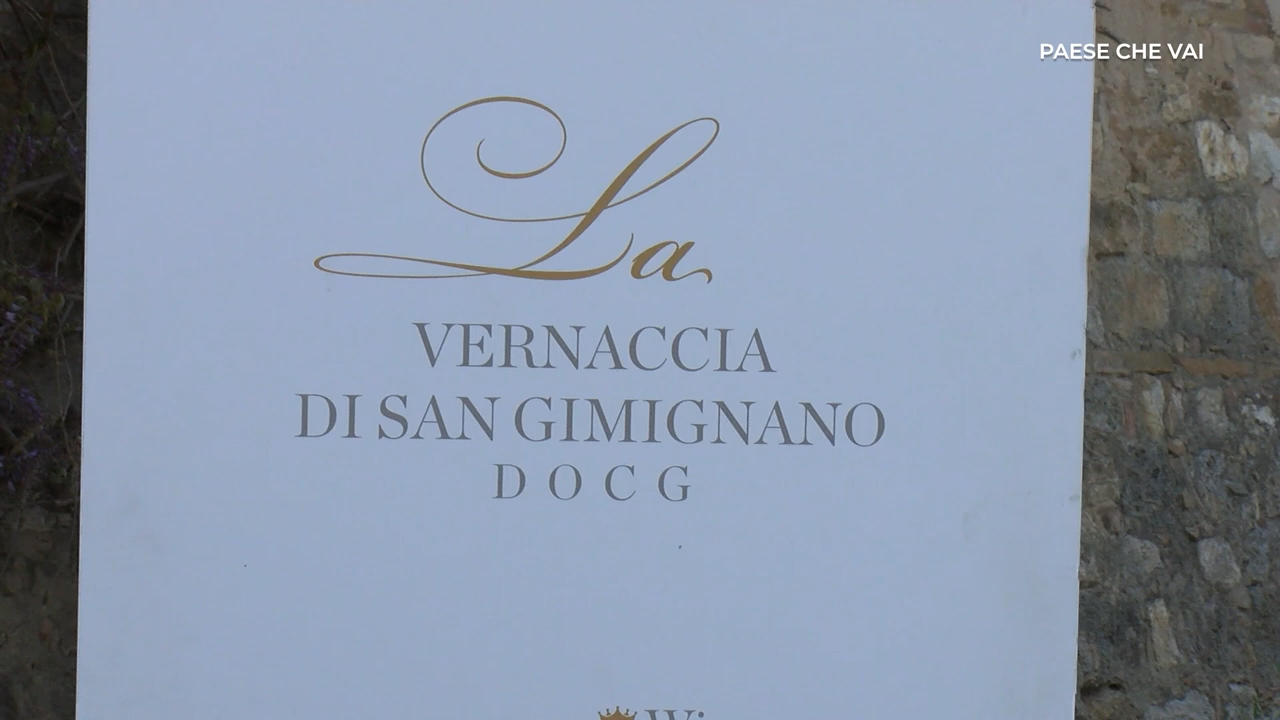 PAESE CHE VAI
La
VERNACCIA
DI SAN GIMIGNANO
DOCG